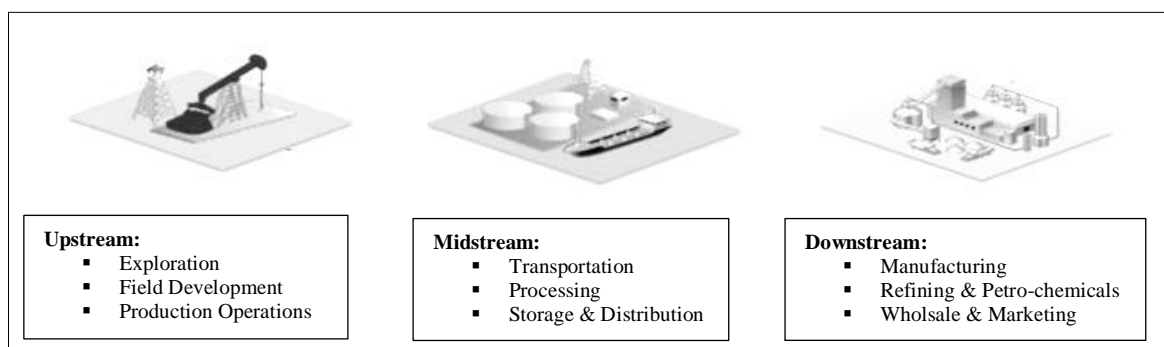 Upstream:
▪ Exploration
▪ Field Development
▪ Production Operations
Midstream:
▪ Transportation
▪ Processing
▪ Storage & Distribution
Downstream:
▪ Manufacturing
▪ Refining & Petro-chemicals
▪ Wholsale & Marketing